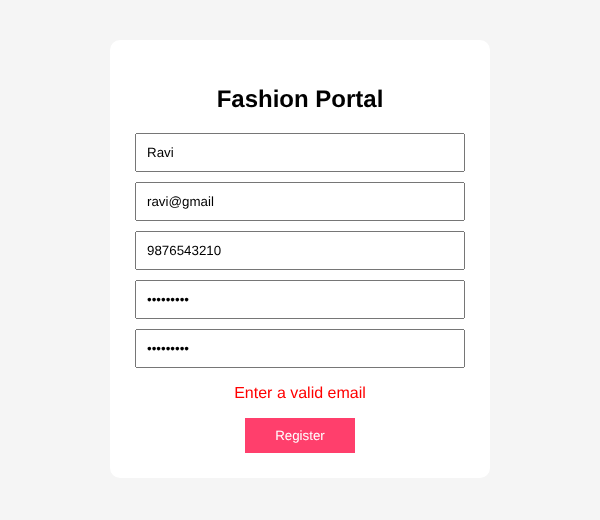 Fashion Portal
Ravi
ravi@gmail
9876543210
•••••••••
•••••••••
Enter a valid email
Register